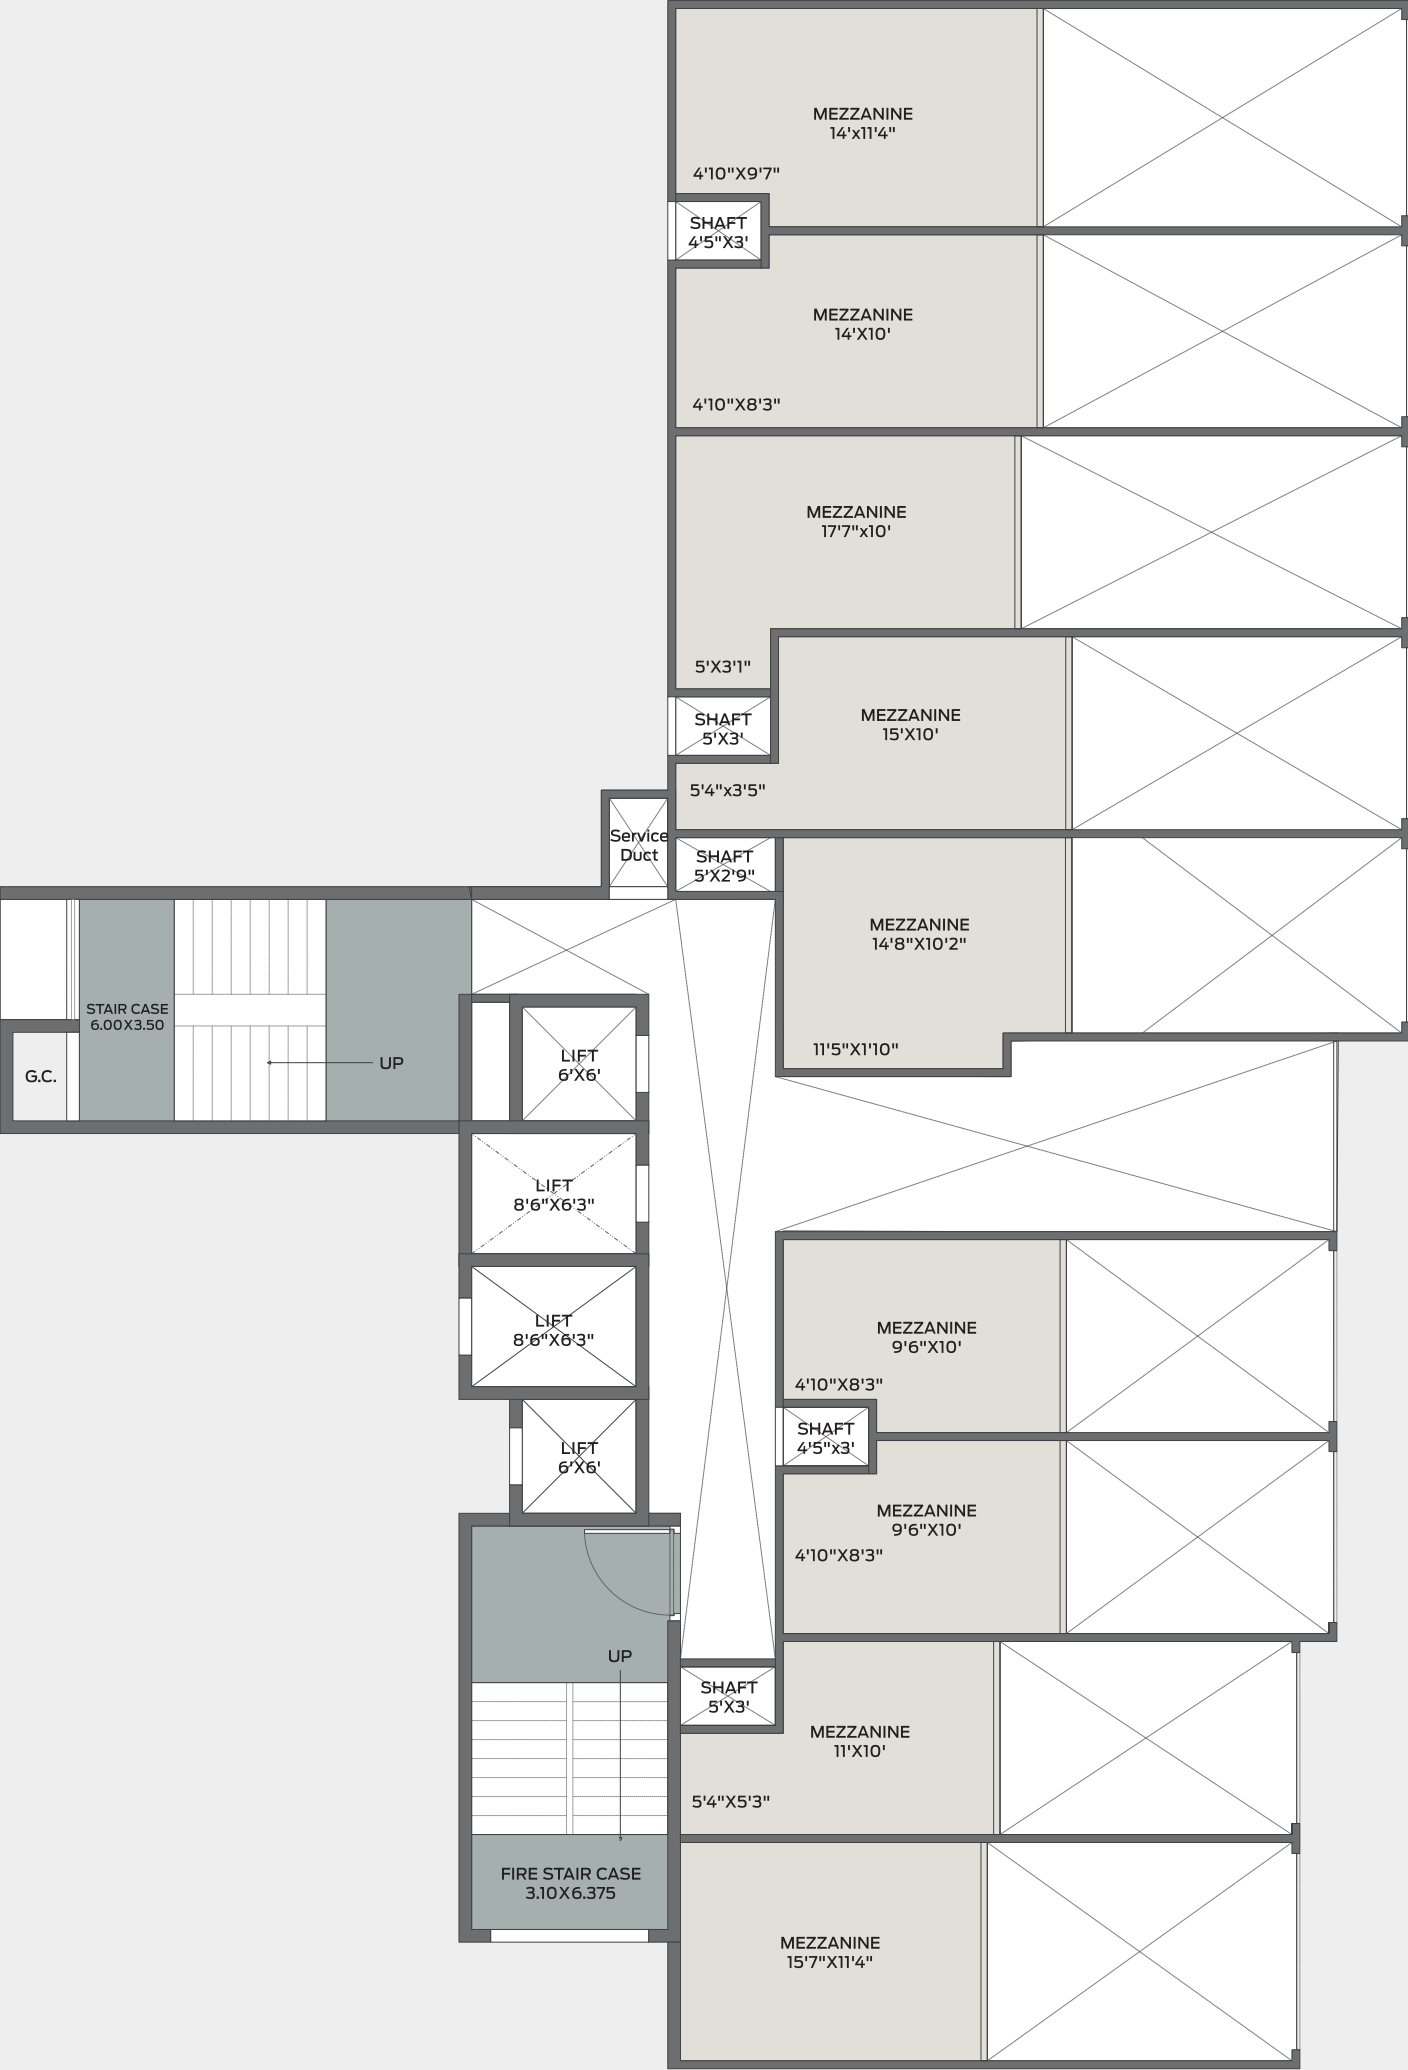 MEZZANINE
14'x11'4"
4'10"X9'7"
SHAFT
4'5"X3'
MEZZANINE
14'X10'
4'10"X8'3"
MEZZANINE
17'7"x10'
5'X3'1"
SHAFT
5'X3'
MEZZANINE
15'X10'
5'4"x3'5"
Service
Duct
SHAFT
5'X2'9"
MEZZANINE
14'8"X10'2"
11'5"X1'10"
STAIR CASE
6.00X3.50
UP
G.C.
LIFT
6'X6'
LIFT
8'6"X6'3"
LIFT
8'6"X6'3"
MEZZANINE
9'6"X10'
4'10"X8'3"
SHAFT
4'5"x3'
LIFT
6'X6'
MEZZANINE
9'6"X10'
4'10"X8'3"
UP
SHAFT
5'X3'
MEZZANINE
11'X10'
5'4"X5'3"
FIRE STAIR CASE
3.10X6.375
MEZZANINE
15'7"X11'4"